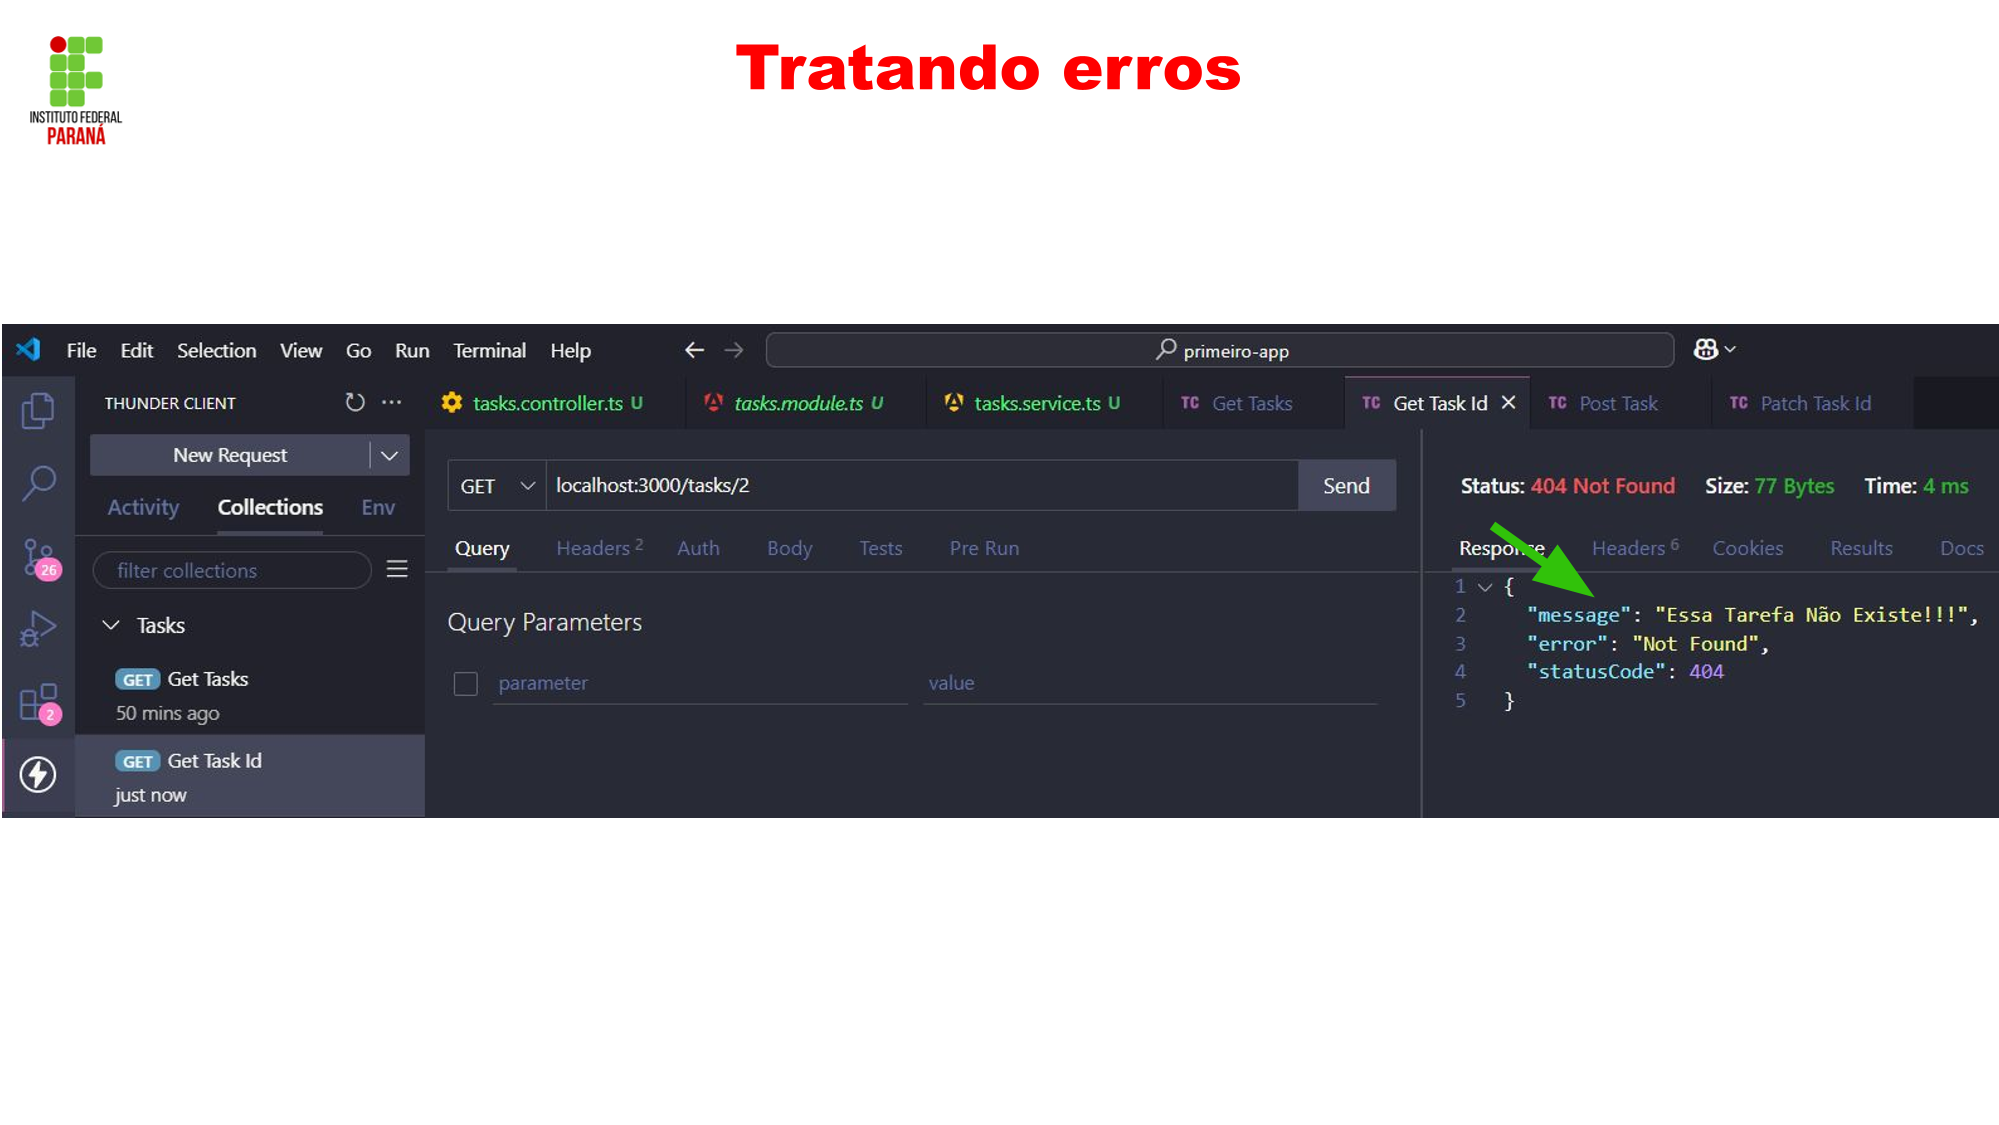 INSTITUTO FEDERAL
PARANÁ
Tratando erros
File Edit Selection View Go Run Terminal Help
primeiro-app
THUNDER CLIENT
tasks.controller.ts U
tasks.module.ts U
tasks.service.ts U
TC Get Tasks
TC Get Task Id
TC Post Task
TC Patch Task Id
New Request
Activity Collections Env
filter collections
Tasks
GET Get Tasks
50 mins ago
GET Get Task Id
just now
26
2
GET localhost:3000/tasks/2 Send
Query Headers 2 Auth Body Tests Pre Run
Query Parameters
parameter value
Status: 404 Not Found Size: 77 Bytes Time: 4 ms
Response Headers 6 Cookies Results Docs
1 {
2 "message": "Essa Tarefa Não Existe!!!",
3 "error": "Not Found",
4 "statusCode": 404
5 }